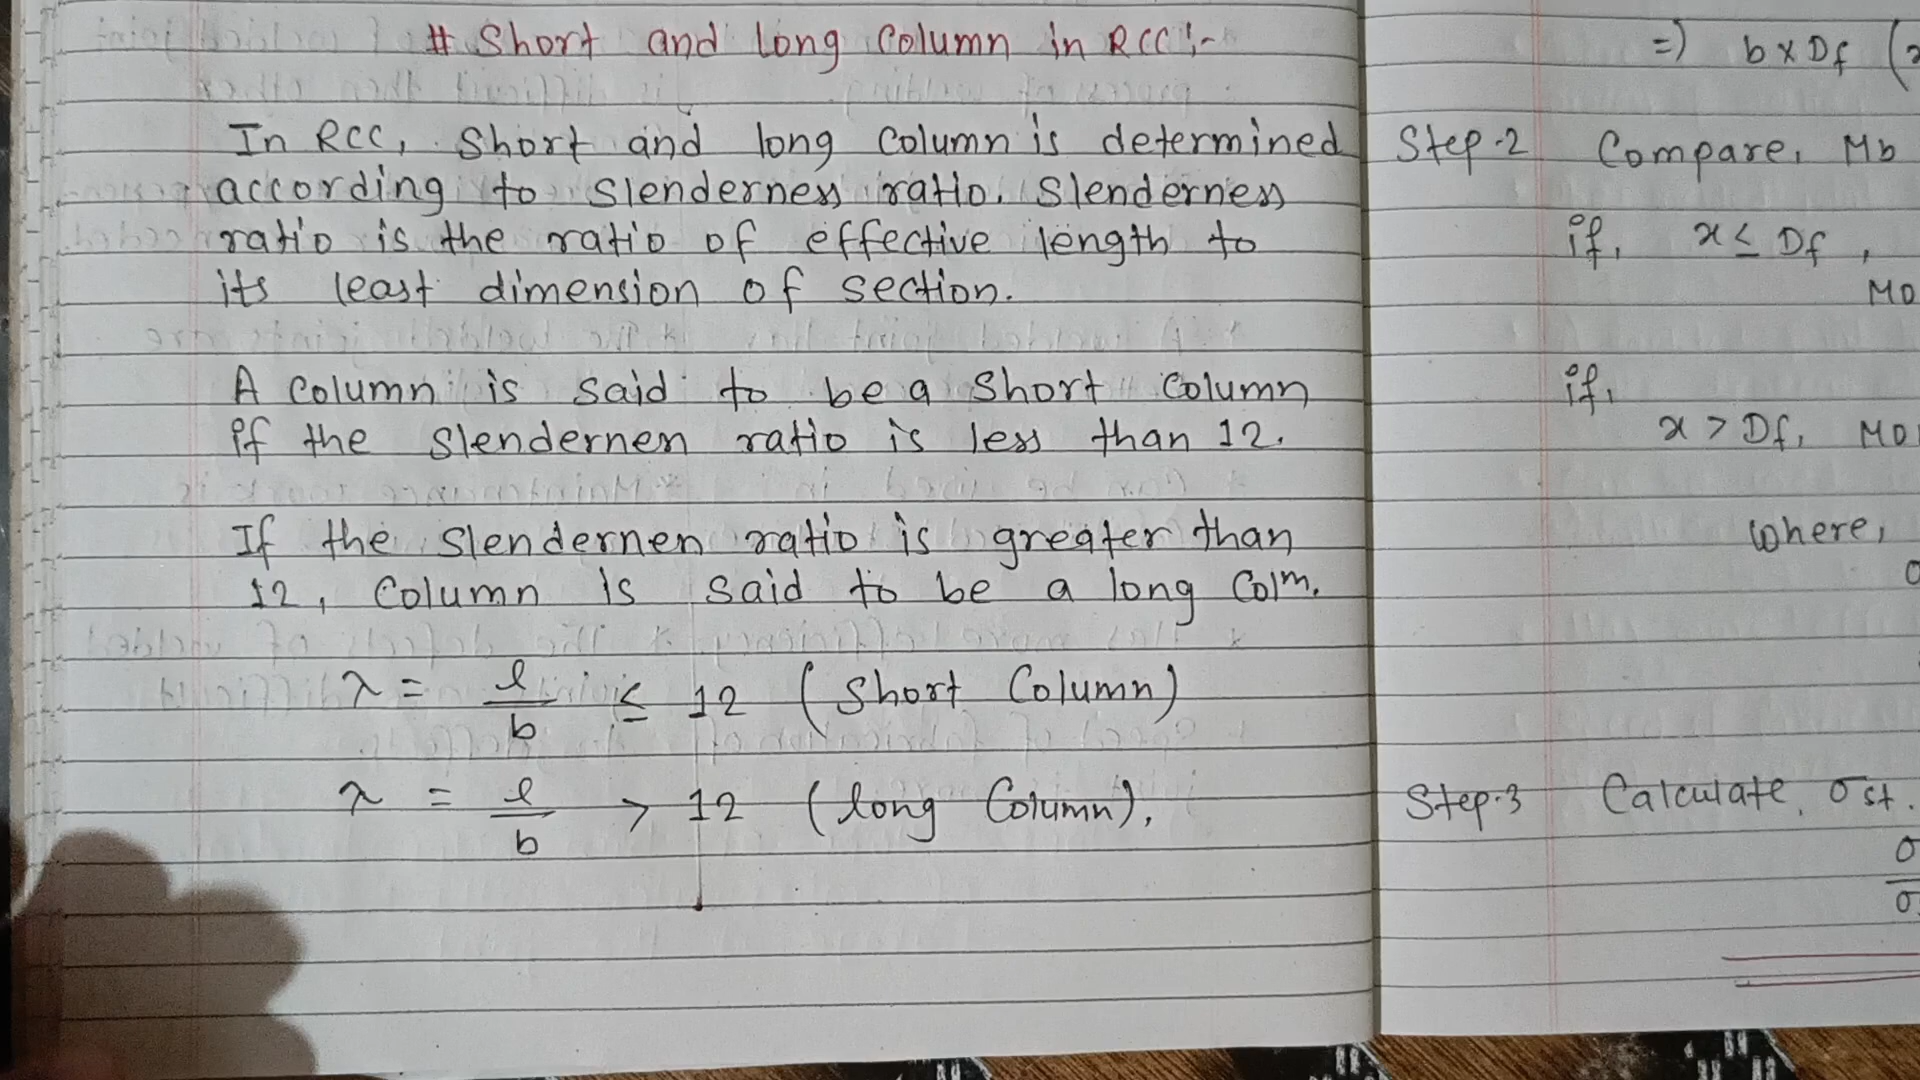 # Short and long Column in RCC :-
In RCC, Short and long Column is determined
according to Slenderness ratio. Slenderness
ratio is the ratio of effective length to
its least dimension of section.
A Column is said to be a Short Column
if the Slenderness ratio is less than 12.
If the Slenderness ratio is greater than
12, Column is said to be a long Colm.
λ = l/b ≤ 12 (Short Column)
λ = l/b > 12 (long Column),
=) b x Df (
Step-2 Compare, Mb
if, x ≤ Df ,
MO
if,
x > Df, MO
where,
Step-3 Calculate, σst.
σ
σ